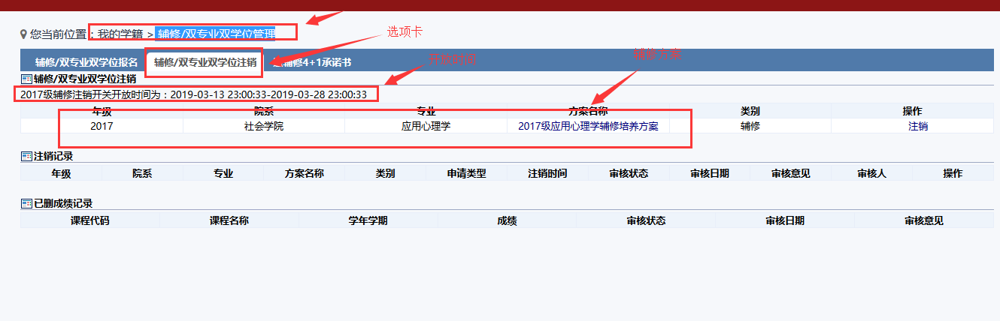 您当前位置：我的学籍 > 辅修/双专业双学位管理
选项卡
辅修/双专业双学位报名 辅修/双专业双学位注销 辅修4+1承诺书
辅修/双专业双学位注销
2017级辅修注销开关开放时间为：2019-03-13 23:00:33-2019-03-28 23:00:33
年级 院系 专业 方案名称 类别 操作
2017 社会学院 应用心理学 2017级应用心理学辅修培养方案 辅修 注销
注销记录
年级 院系 专业 方案名称 类别 申请类型 注销时间 审核状态 审核日期 审核意见 审核人 操作
已删成绩记录
课程代码 课程名称 学年学期 成绩 审核状态 审核日期 审核意见